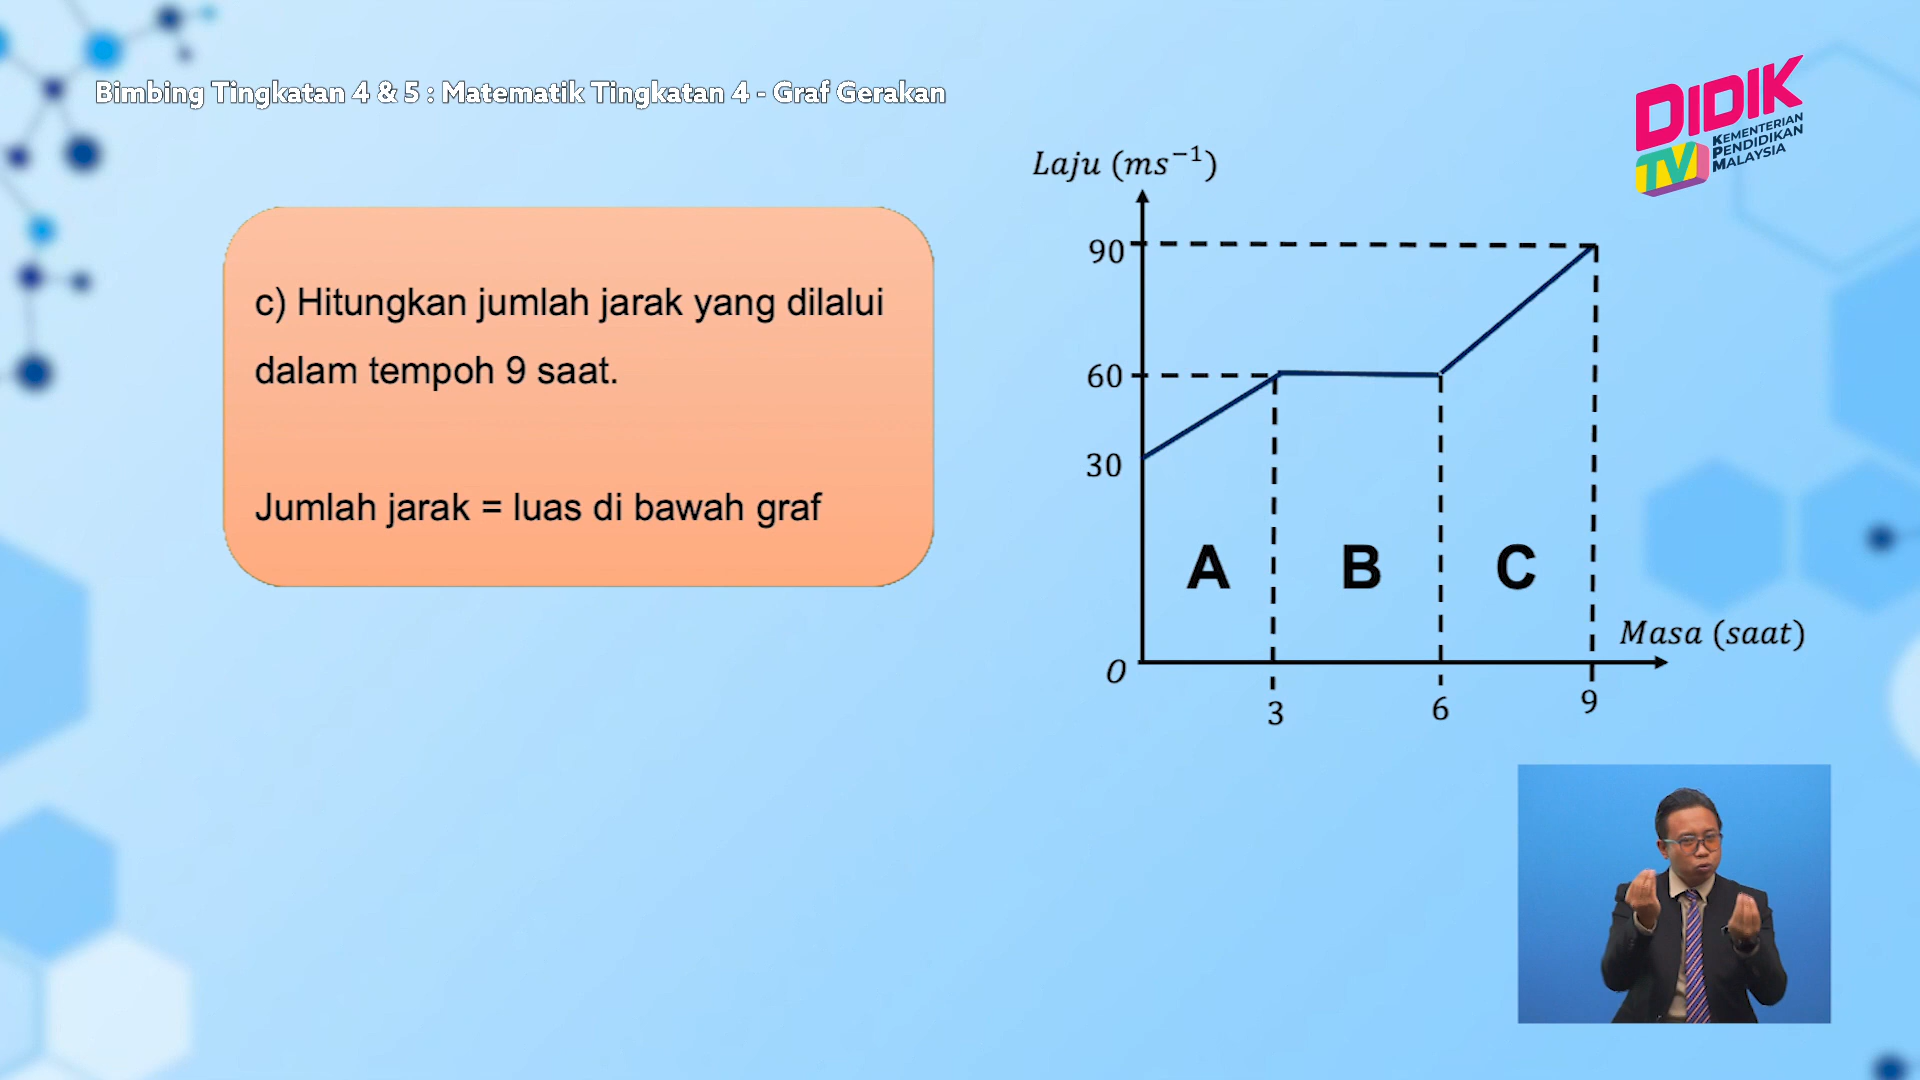 Bimbing Tingkatan 4 & 5 : Matematik Tingkatan 4 - Graf Gerakan
DIDIK
TV
KEMENTERIAN
PENDIDIKAN
MALAYSIA
c) Hitungkan jumlah jarak yang dilalui
dalam tempoh 9 saat.
Jumlah jarak = luas di bawah graf
Laju (ms⁻¹)
90
60
30
A B C
Masa (saat)
O
3 6 9